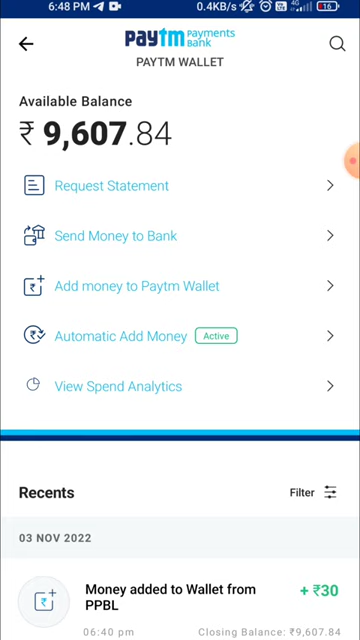 6:48 PM
0.4KB/s 4G 16
paytm Payments Bank
PAYTM WALLET
Available Balance
₹ 9,607.84
Request Statement
Send Money to Bank
Add money to Paytm Wallet
Automatic Add Money Active
View Spend Analytics
Recents
Filter
03 NOV 2022
Money added to Wallet from
PPBL
+ ₹30
06:40 pm
Closing Balance: ₹9,607.84